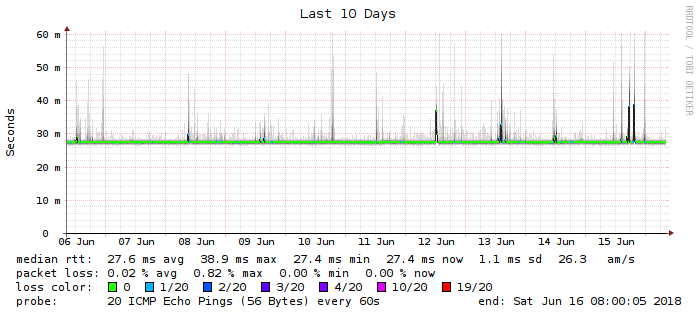 Last 10 Days
RRDTOOL / TOBI OETIKER
Seconds
60 m
50 m
40 m
30 m
20 m
10 m
0
06 Jun 07 Jun 08 Jun 09 Jun 10 Jun 11 Jun 12 Jun 13 Jun 14 Jun 15 Jun
median rtt: 27.6 ms avg 38.9 ms max 27.4 ms min 27.4 ms now 1.1 ms sd 26.3 am/s
packet loss: 0.02 % avg 0.82 % max 0.00 % min 0.00 % now
loss color: 0 1/20 2/20 3/20 4/20 10/20 19/20
probe: 20 ICMP Echo Pings (56 Bytes) every 60s end: Sat Jun 16 08:00:05 2018